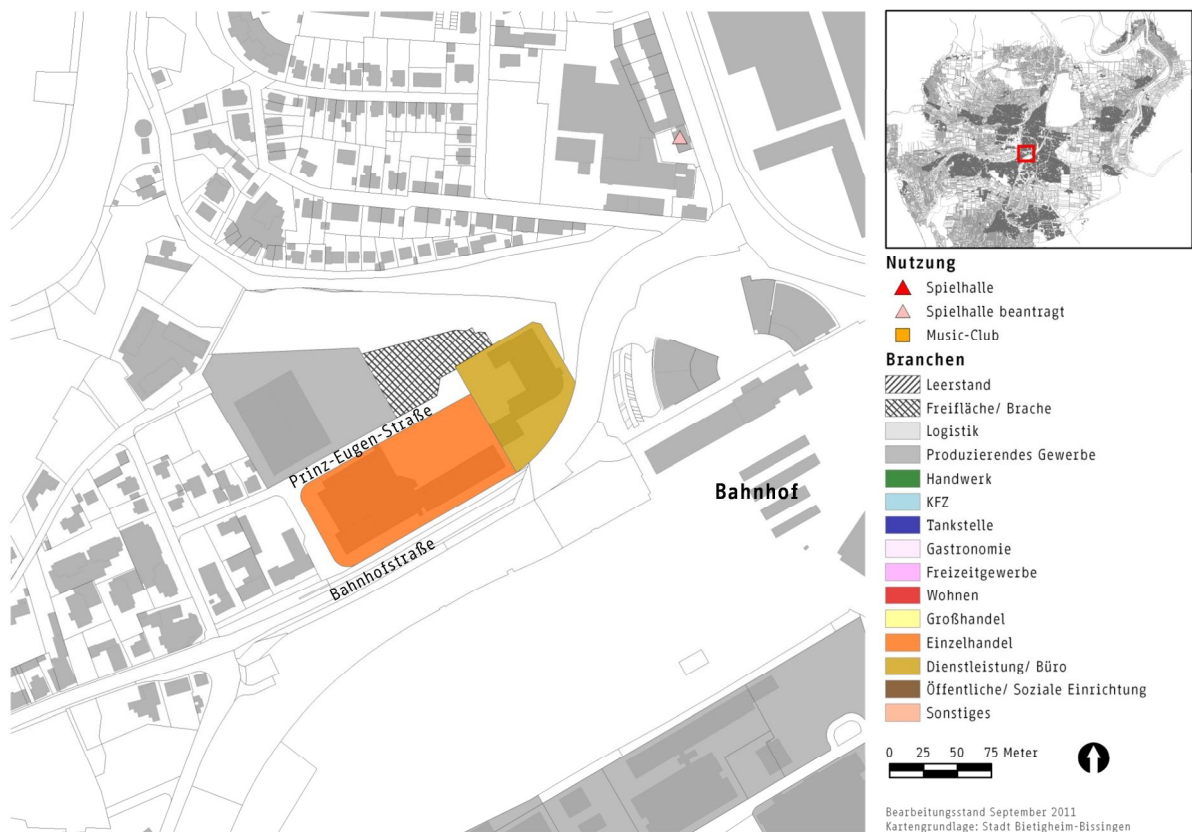 Prinz-Eugen-Straße
Bahnhofstraße
Bahnhof
Nutzung
Spielhalle
Spielhalle beantragt
Music-Club
Branchen
Leerstand
Freifläche/ Brache
Logistik
Produzierendes Gewerbe
Handwerk
KFZ
Tankstelle
Gastronomie
Freizeitgewerbe
Wohnen
Großhandel
Einzelhandel
Dienstleistung/ Büro
Öffentliche/ Soziale Einrichtung
Sonstiges
0 25 50 75 Meter
Bearbeitungsstand September 2011
Kartengrundlage: Stadt Bietigheim-Bissingen